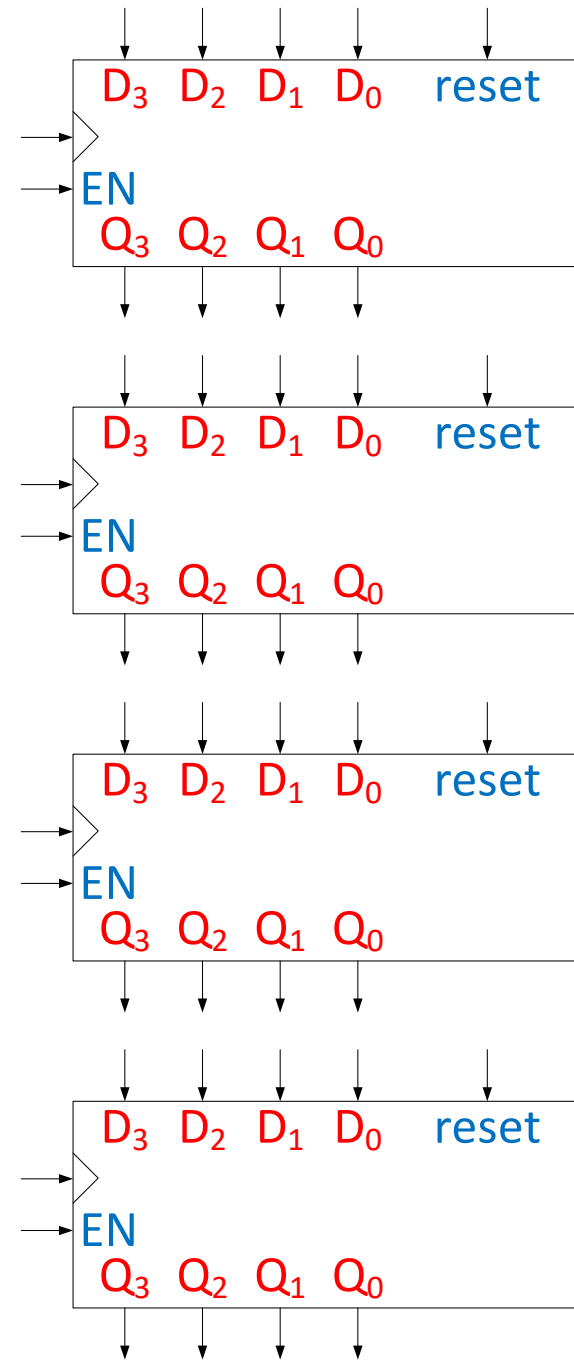 D₃ D₂ D₁ D₀ reset
EN
Q₃ Q₂ Q₁ Q₀
D₃ D₂ D₁ D₀ reset
EN
Q₃ Q₂ Q₁ Q₀
D₃ D₂ D₁ D₀ reset
EN
Q₃ Q₂ Q₁ Q₀
D₃ D₂ D₁ D₀ reset
EN
Q₃ Q₂ Q₁ Q₀